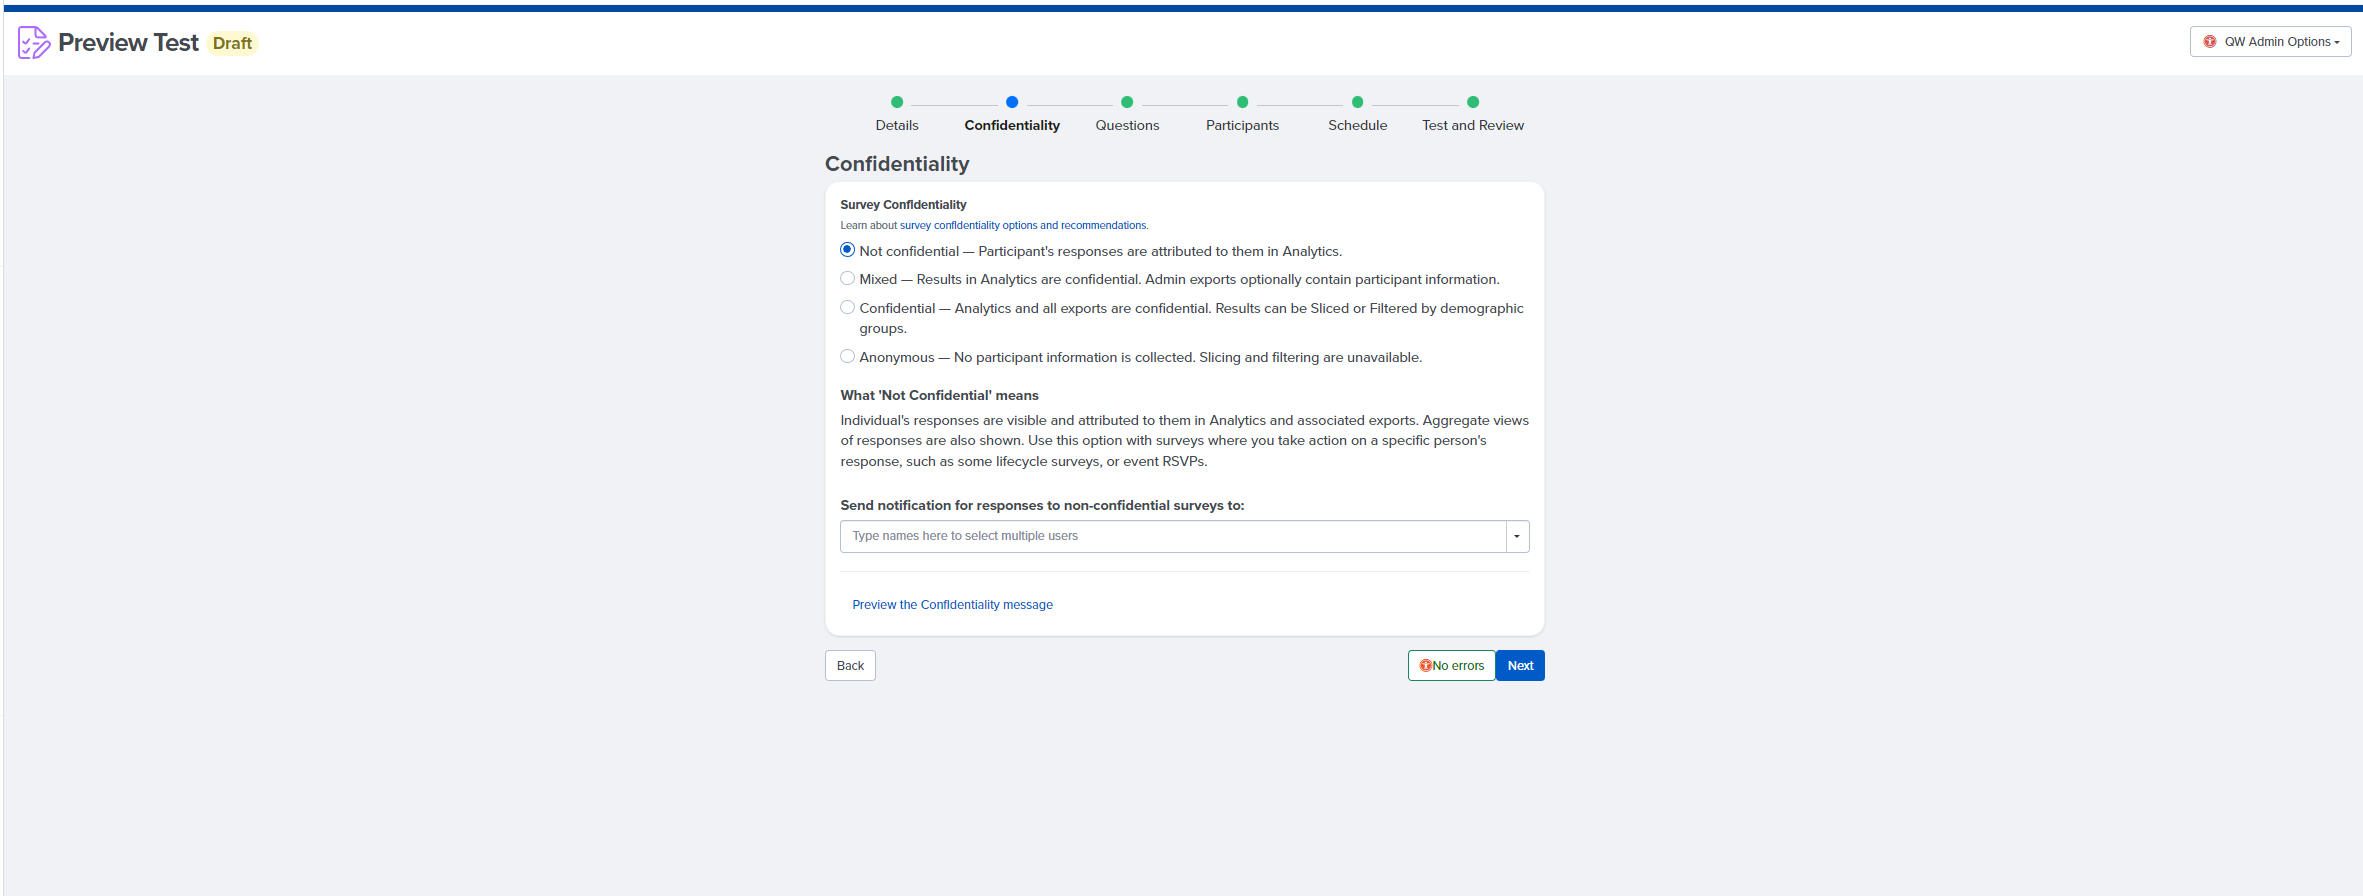 Preview Test Draft
QW Admin Options
Details Confidentiality Questions Participants Schedule Test and Review
Confidentiality
Survey Confidentiality
Learn about survey confidentiality options and recommendations.
Not confidential — Participant's responses are attributed to them in Analytics.
Mixed — Results in Analytics are confidential. Admin exports optionally contain participant information.
Confidential — Analytics and all exports are confidential. Results can be Sliced or Filtered by demographic
groups.
Anonymous — No participant information is collected. Slicing and filtering are unavailable.
What 'Not Confidential' means
Individual's responses are visible and attributed to them in Analytics and associated exports. Aggregate views
of responses are also shown. Use this option with surveys where you take action on a specific person's
response, such as some lifecycle surveys, or event RSVPs.
Send notification for responses to non-confidential surveys to:
Type names here to select multiple users
Preview the Confidentiality message
Back
No errors
Next